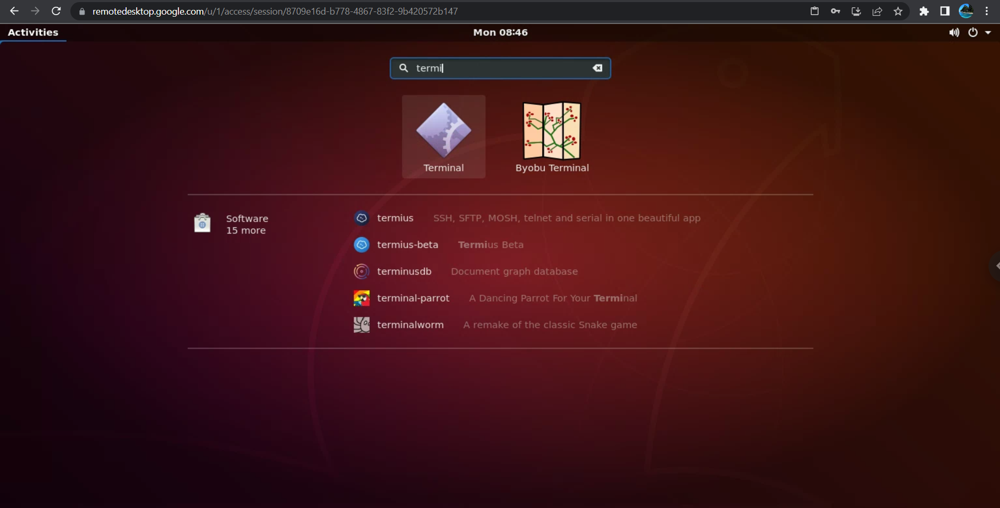 remotedesktop.google.com/u/1/access/session/8709e16d-b778-4867-83f2-9b420572b147
Activities
Mon 08:46
termi
Terminal
Byobu Terminal
Software
15 more
termius SSH, SFTP, MOSH, telnet and serial in one beautiful app
termius-beta Termius Beta
terminusdb Document graph database
terminal-parrot A Dancing Parrot For Your Terminal
terminalworm A remake of the classic Snake game